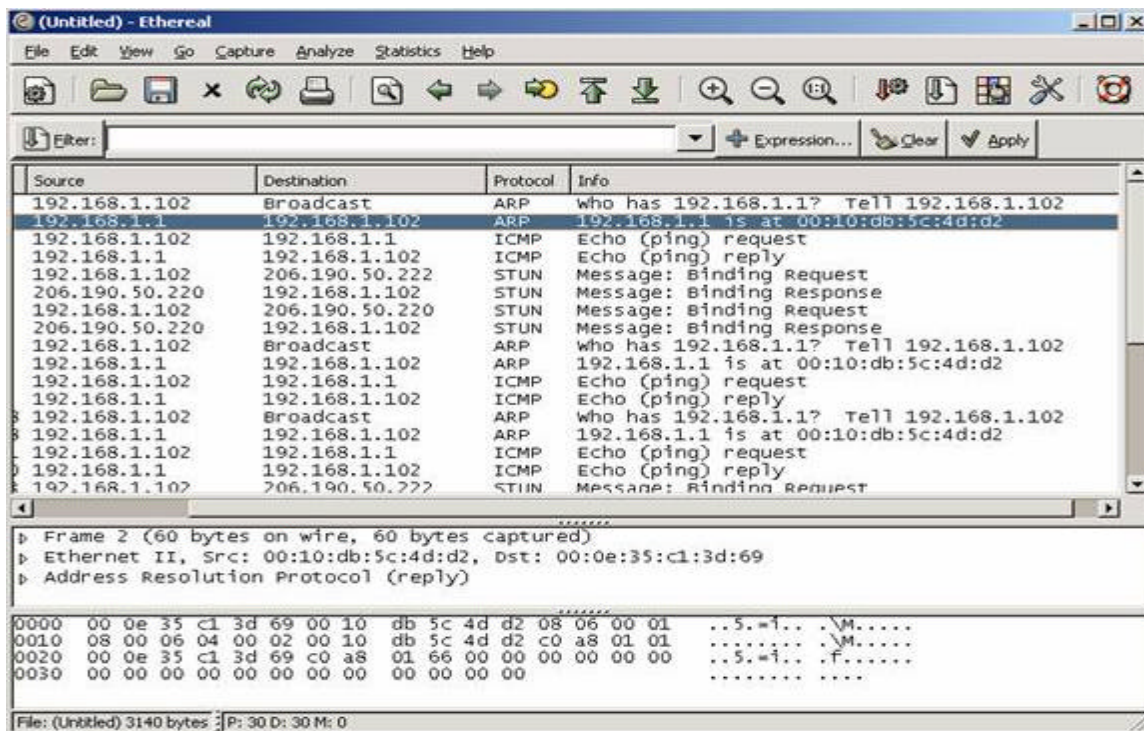 (Untitled) - Ethereal
File Edit View Go Capture Analyze Statistics Help
Filter: Expression... Clear Apply
Source Destination Protocol Info
192.168.1.102 Broadcast ARP who has 192.168.1.1? Tell 192.168.1.102
192.168.1.1 192.168.1.102 ARP 192.168.1.1 is at 00:10:db:5c:4d:d2
192.168.1.102 192.168.1.1 ICMP Echo (ping) request
192.168.1.1 192.168.1.102 ICMP Echo (ping) reply
192.168.1.102 206.190.50.222 STUN Message: Binding Request
206.190.50.220 192.168.1.102 STUN Message: Binding Response
192.168.1.102 206.190.50.220 STUN Message: Binding Request
206.190.50.220 192.168.1.102 STUN Message: Binding Response
192.168.1.102 Broadcast ARP who has 192.168.1.1? Tell 192.168.1.102
192.168.1.1 192.168.1.102 ARP 192.168.1.1 is at 00:10:db:5c:4d:d2
192.168.1.102 192.168.1.1 ICMP Echo (ping) request
192.168.1.1 192.168.1.102 ICMP Echo (ping) reply
192.168.1.102 Broadcast ARP who has 192.168.1.1? Tell 192.168.1.102
192.168.1.1 192.168.1.102 ARP 192.168.1.1 is at 00:10:db:5c:4d:d2
192.168.1.102 192.168.1.1 ICMP Echo (ping) request
192.168.1.1 192.168.1.102 ICMP Echo (ping) reply
192.168.1.102 206.190.50.222 STUN Message: Binding Request
Frame 2 (60 bytes on wire, 60 bytes captured)
Ethernet II, Src: 00:10:db:5c:4d:d2, Dst: 00:0e:35:c1:3d:69
Address Resolution Protocol (reply)
0000 00 0e 35 c1 3d 69 00 10 db 5c 4d d2 08 06 00 01 ..5.=i.. .\M.....
0010 08 00 06 04 00 02 00 10 db 5c 4d d2 c0 a8 01 01 ........ .\M.....
0020 00 0e 35 c1 3d 69 c0 a8 01 66 00 00 00 00 00 00 ..5.=i.. .f......
0030 00 00 00 00 00 00 00 00 00 00 00 00 ........ ....
File: (Untitled) 3140 bytes P: 30 D: 30 M: 0